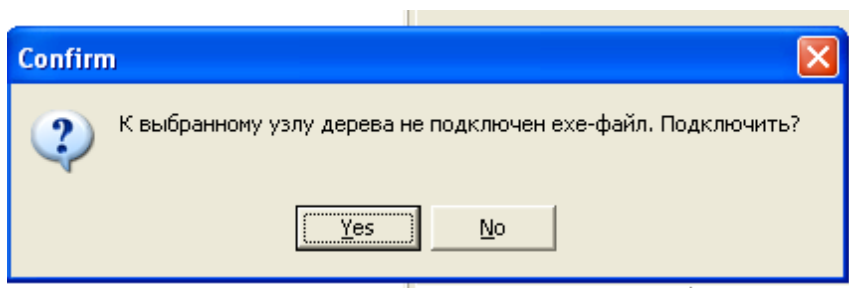 Confirm
К выбранному узлу дерева не подключен exe-файл. Подключить?
Yes
No